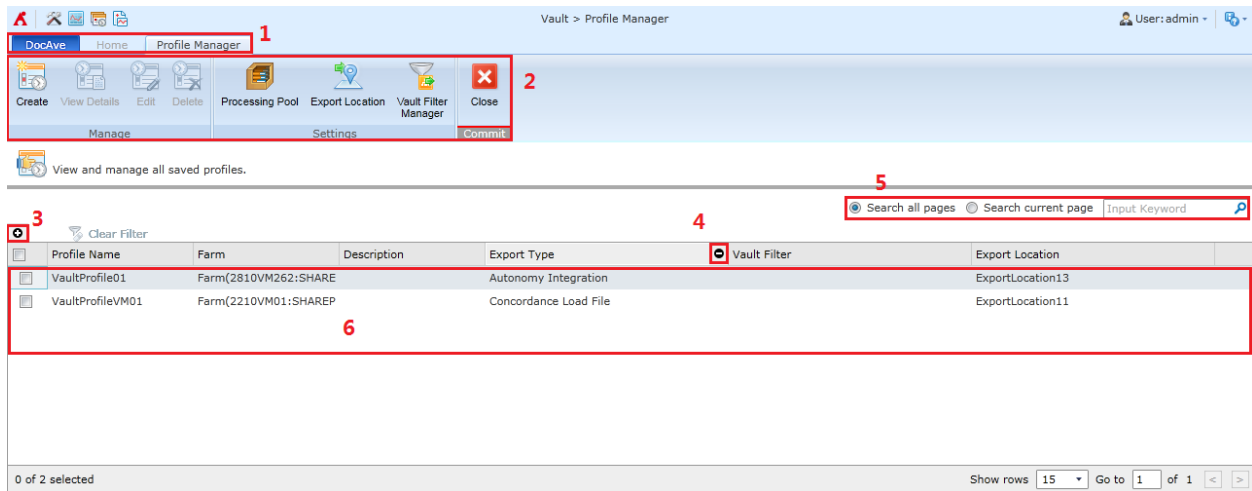 Vault > Profile Manager
User: admin
DocAve Home Profile Manager 1
Create View Details Edit Delete Processing Pool Export Location Vault Filter Manager Close 2
Manage Settings Commit
View and manage all saved profiles.
5
Search all pages Search current page Input Keyword
3 Clear Filter 4
Profile Name Farm Description Export Type Vault Filter Export Location
VaultProfile01 Farm(2810VM262:SHARE Autonomy Integration ExportLocation13
VaultProfileVM01 Farm(2210VM01:SHAREP Concordance Load File ExportLocation11
6
0 of 2 selected Show rows 15 Go to 1 of 1 < >